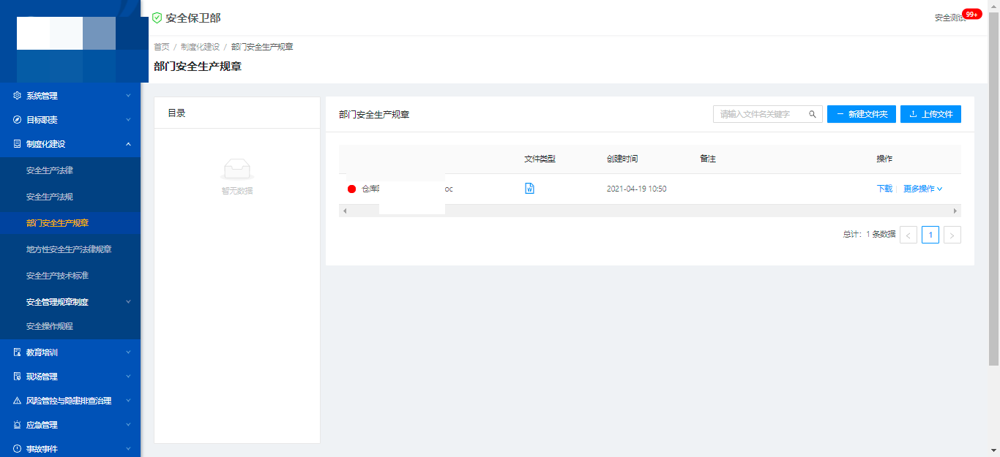 安全保卫部
安全测试
99+
首页 / 制度化建设 / 部门安全生产规章
部门安全生产规章
系统管理
目标职责
制度化建设
安全生产法律
安全生产法规
部门安全生产规章
地方性安全生产法律规章
安全生产技术标准
安全管理规章制度
安全操作规程
教育培训
现场管理
风险管控与隐患排查治理
应急管理
事故事件
目录
暂无数据
部门安全生产规章
请输入文件名关键字
新建文件夹
上传文件
文件类型 创建时间 备注 操作
仓库 oc 2021-04-19 10:50 下载 更多操作
总计: 1 条数据 < 1 >